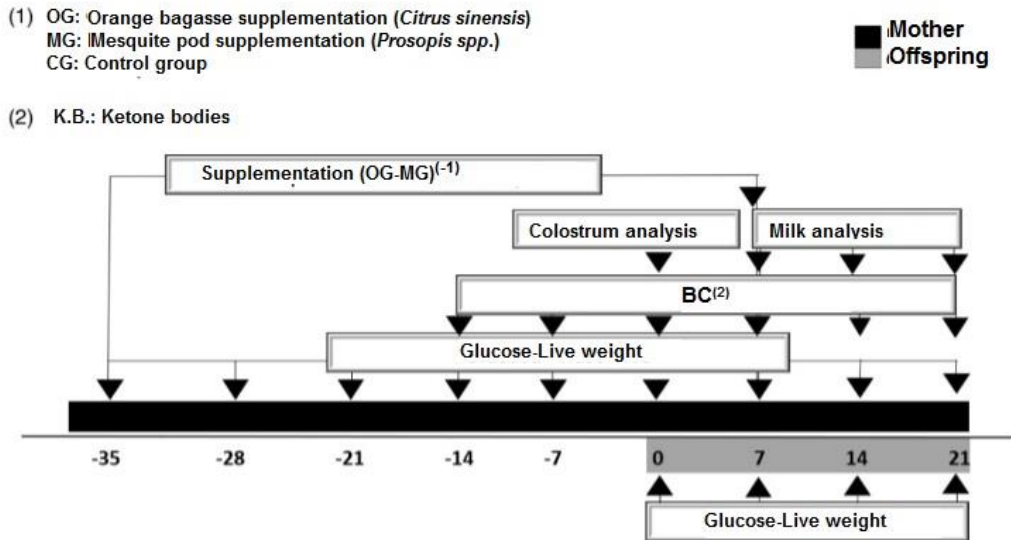 (1) OG: Orange bagasse supplementation (Citrus sinensis)
MG: Mesquite pod supplementation (Prosopis spp.)
CG: Control group
Mother
Offspring
(2) K.B.: Ketone bodies
Supplementation (OG-MG)(-1)
Colostrum analysis
Milk analysis
BC(2)
Glucose-Live weight
-35 -28 -21 -14 -7 0 7 14 21
Glucose-Live weight